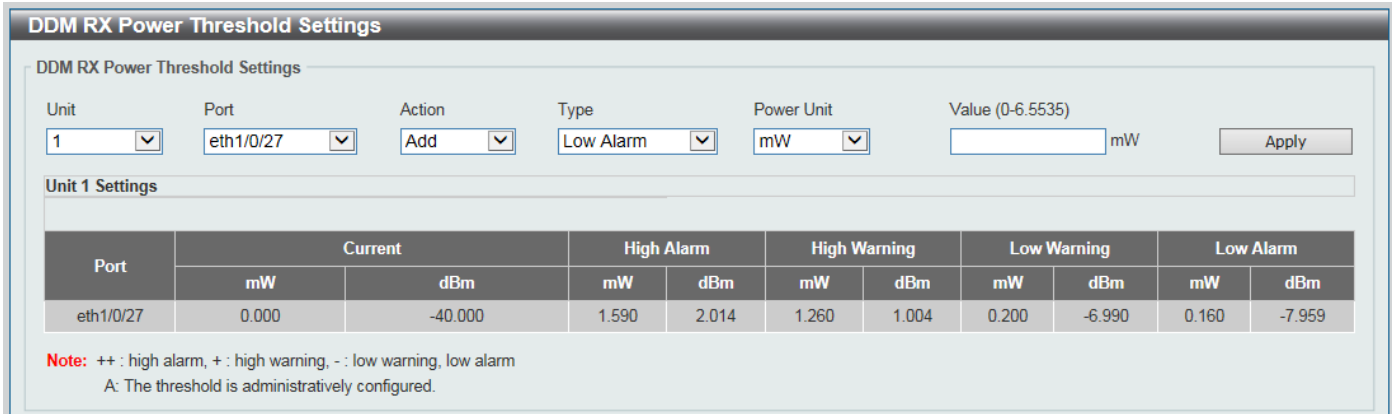 DDM RX Power Threshold Settings
DDM RX Power Threshold Settings
Unit Port Action Type Power Unit Value (0-6.5535)
1 eth1/0/27 Add Low Alarm mW mW Apply
Unit 1 Settings
Port Current High Alarm High Warning Low Warning Low Alarm
mW dBm mW dBm mW dBm mW dBm mW dBm
eth1/0/27 0.000 -40.000 1.590 2.014 1.260 1.004 0.200 -6.990 0.160 -7.959
Note: ++ : high alarm, + : high warning, - : low warning, low alarm
A: The threshold is administratively configured.